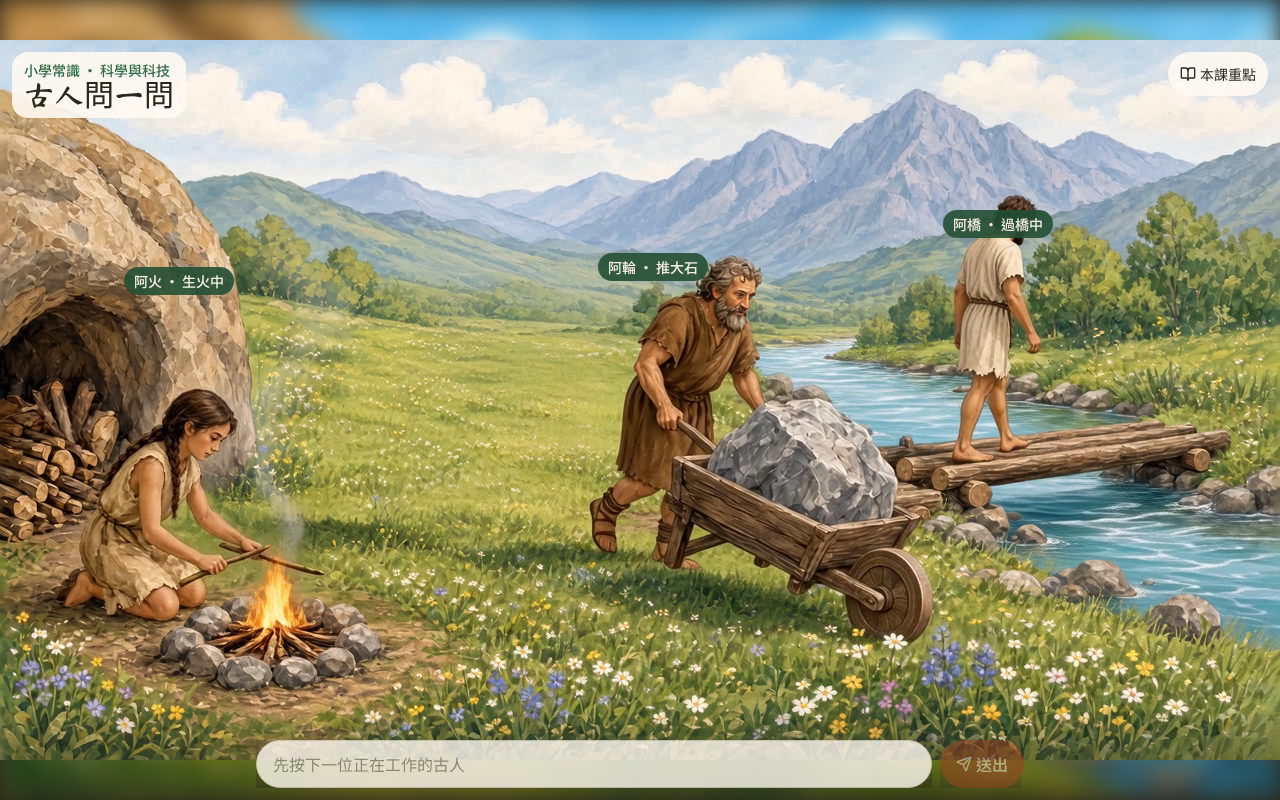 小學常識 · 科學與科技
古人問一問
本課重點
阿橋 · 過橋中
阿輪 · 推大石
阿火 · 生火中
先按下一位正在工作的古人
送出